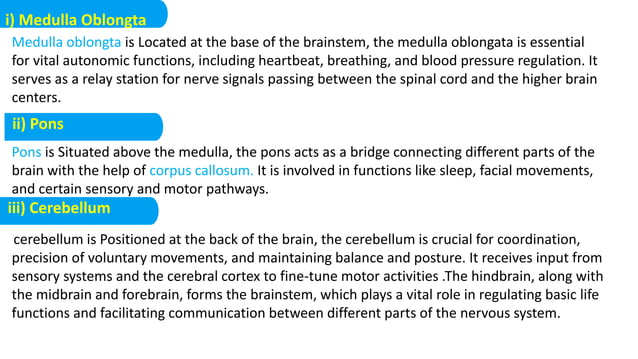 i) Medulla Oblongta
Medulla oblongta is Located at the base of the brainstem, the medulla oblongata is essential
for vital autonomic functions, including heartbeat, breathing, and blood pressure regulation. It
serves as a relay station for nerve signals passing between the spinal cord and the higher brain
centers.
ii) Pons
Pons is Situated above the medulla, the pons acts as a bridge connecting different parts of the
brain with the help of corpus callosum. It is involved in functions like sleep, facial movements,
and certain sensory and motor pathways.
iii) Cerebellum
cerebellum is Positioned at the back of the brain, the cerebellum is crucial for coordination,
precision of voluntary movements, and maintaining balance and posture. It receives input from
sensory systems and the cerebral cortex to fine-tune motor activities .The hindbrain, along with
the midbrain and forebrain, forms the brainstem, which plays a vital role in regulating basic life
functions and facilitating communication between different parts of the nervous system.